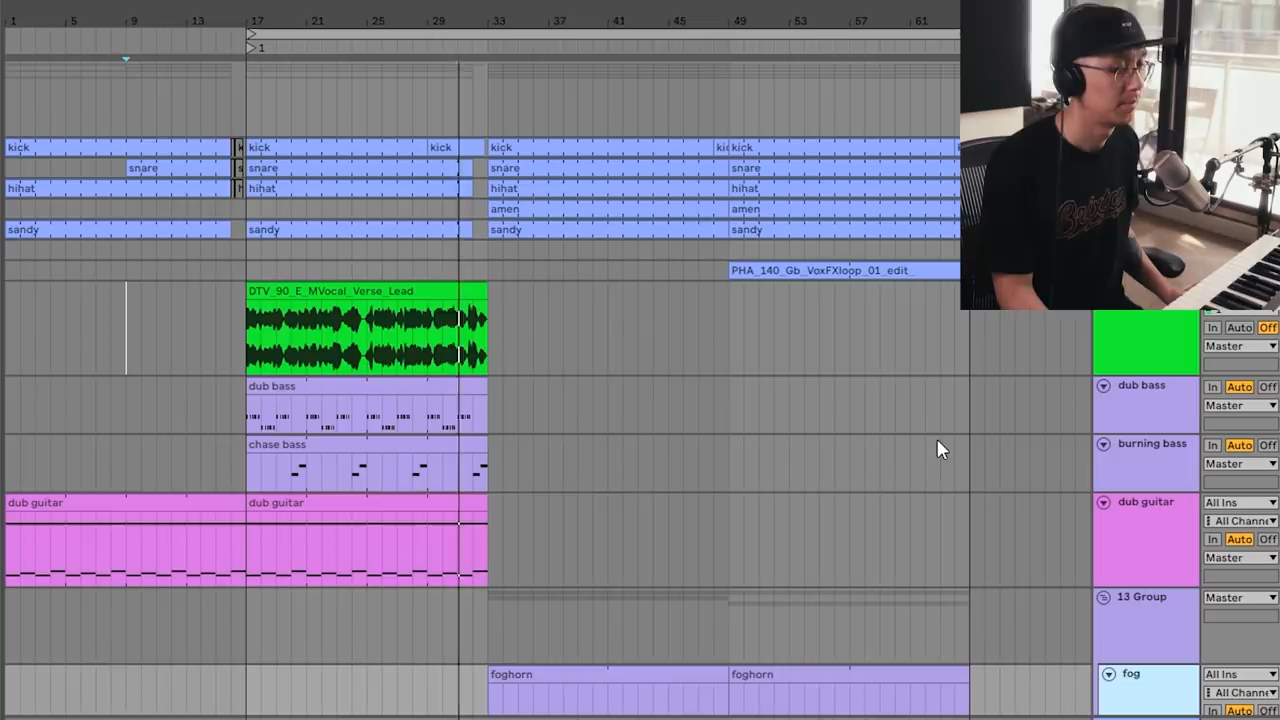 1 5 9 13 17 21 25 29 33 37 41 45 49 53 57 61
1
kick kick kick kick kick
snare snare snare snare
hihat hihat hihat hihat
amen amen
sandy sandy sandy sandy
PHA_140_Gb_VoxFXloop_01_edit_
DTV_90_E_MVocal_Verse_Lead
In Auto Off
Master
dub bass dub bass In Auto Off
Master
chase bass burning bass In Auto Off
Master
dub guitar dub guitar dub guitar All Ins
All Channe
In Auto Off
Master
13 Group Master
foghorn foghorn fog All Ins
All Channe
In Auto Off